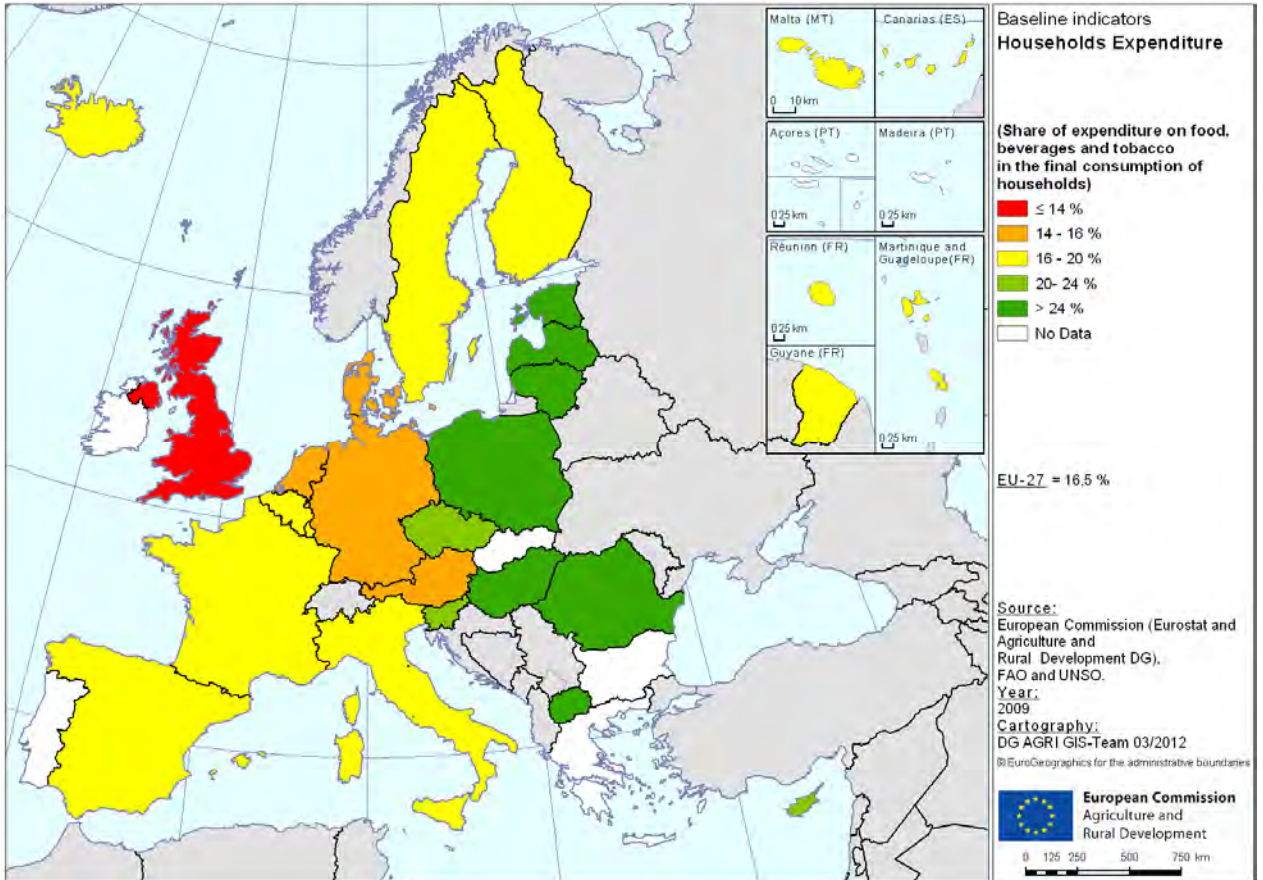 Malta (MT)
0 10 km
Canarias (ES)
Açores (PT)
0 25 km
Madeira (PT)
0 25 km
Réuninn (FR)
0 25 km
Martinique and
Guadeloupe(FR)
0 25 km
Guyane (FR)
Baseline indicators
Households Expenditure
(Share of expenditure on food,
beverages and tobacco
in the final consumption of
households)
≤ 14 %
14 - 16 %
16 - 20 %
20- 24 %
> 24 %
No Data
EU-27 = 16,5 %
Source:
European Commission (Eurostat and
Agriculture and
Rural Development DG),
FAO and UNSO.
Year:
2009
Cartography:
DG AGRI GIS-Team 03/2012
© EuroGeographics for the administrative boundaries
European Commission
Agriculture and
Rural Development
0 125 250 500 750 km